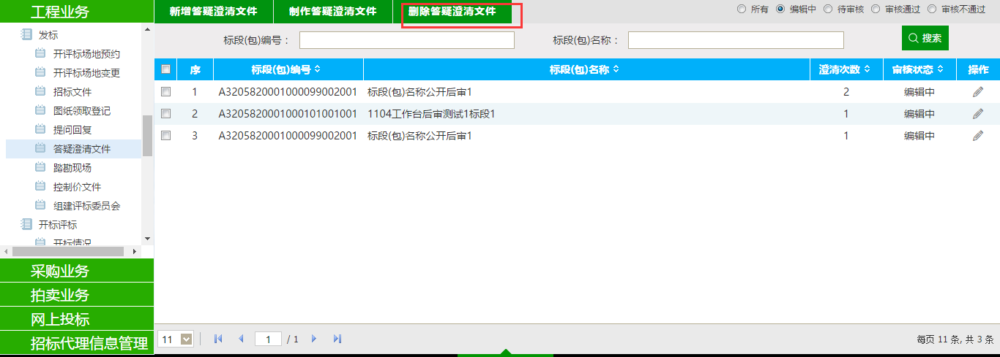 工程业务
发标
开评标场地预约
开评标场地变更
招标文件
图纸领取登记
提问回复
答疑澄清文件
踏勘现场
控制价文件
组建评标委员会
开标评标
开标情况
采购业务
拍卖业务
网上投标
招标代理信息管理
新增答疑澄清文件 制作答疑澄清文件 删除答疑澄清文件 所有 编辑中 待审核 审核通过 审核不通过
标段(包)编号： 标段(包)名称： 搜索
序 标段(包)编号 标段(包)名称 澄清次数 审核状态 操作
1 A3205820001000099002001 标段(包)名称公开后审1 2 编辑中
2 A3205820001000101001001 1104工作台后审测试1标段1 1 编辑中
3 A3205820001000099002001 标段(包)名称公开后审1 1 编辑中
11 1 / 1 每页 11 条, 共 3 条